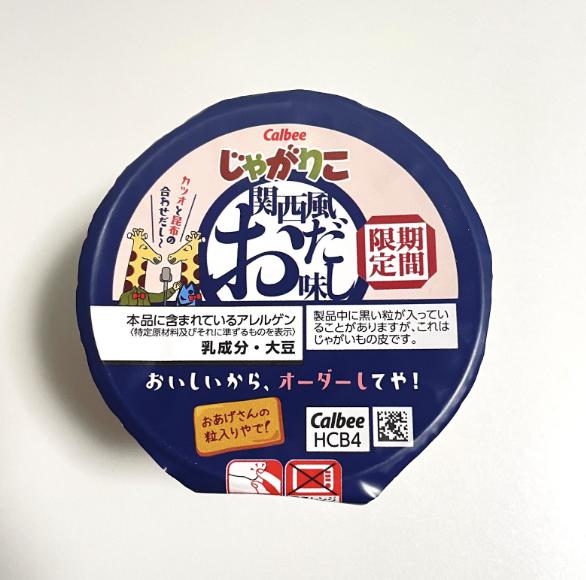 Calbee
じゃがりこ
カツオと昆布の
合わせだし〜
関西風
おだし
味
期間
限定
本品に含まれているアレルゲン
〈特定原材料及びそれに準ずるものを表示〉
乳成分・大豆
製品中に黒い粒が入ってい
ることがありますが、これは
じゃがいもの皮です。
おいしいから、オーダーしてや!
おあげさんの
粒入りやで!
Calbee
HCB4